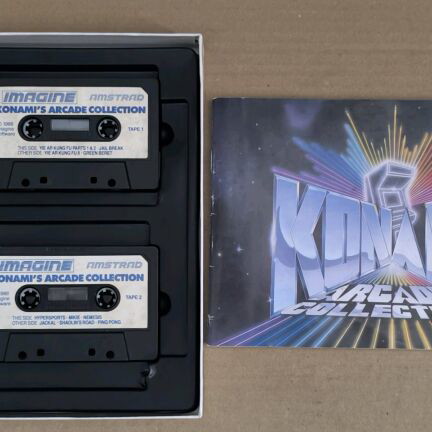 IMAGINE AMSTRAD
KONAMI'S ARCADE COLLECTION
1988
TAPE 1
THIS SIDE: YIE AR KUNG FU PARTS 1 & 2 · JAIL BREAK
OTHER SIDE: YIE AR KUNG FU II · GREEN BERET
IMAGINE AMSTRAD
KONAMI'S ARCADE COLLECTION
TAPE 2
THIS SIDE: HYPERSPORTS · MIKIE · NEMESIS
OTHER SIDE: JACKAL · SHAOLIN'S ROAD · PING PONG
KONAM
ARCADE
COLLECT